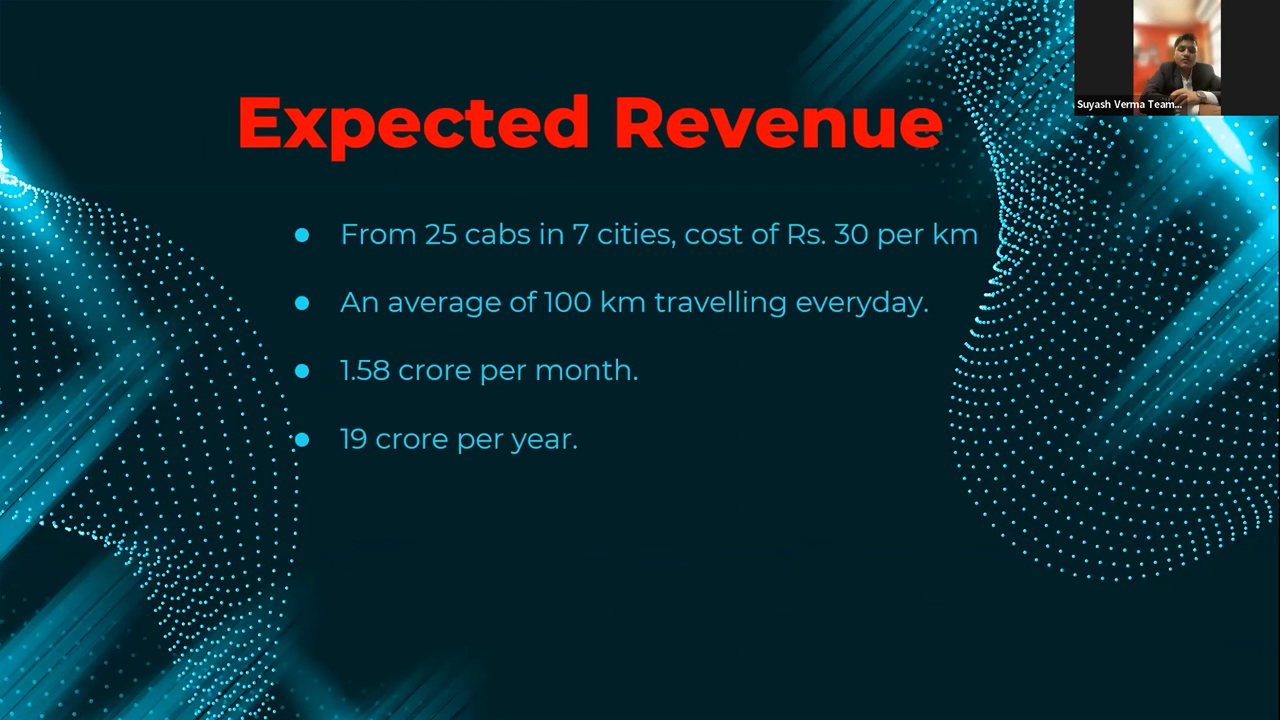 Expected Revenue
● From 25 cabs in 7 cities, cost of Rs. 30 per km
● An average of 100 km travelling everyday.
● 1.58 crore per month.
● 19 crore per year.
Suyash Verma Team...